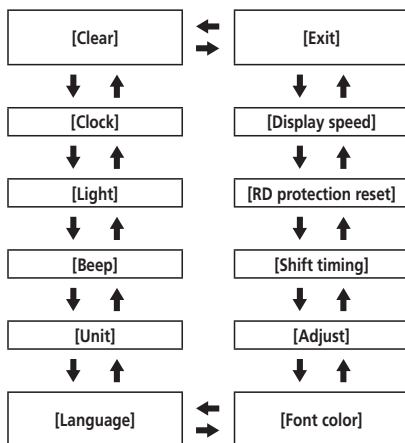 [Clear]
[Exit]
[Clock]
[Display speed]
[Light]
[RD protection reset]
[Beep]
[Shift timing]
[Unit]
[Adjust]
[Language]
[Font color]